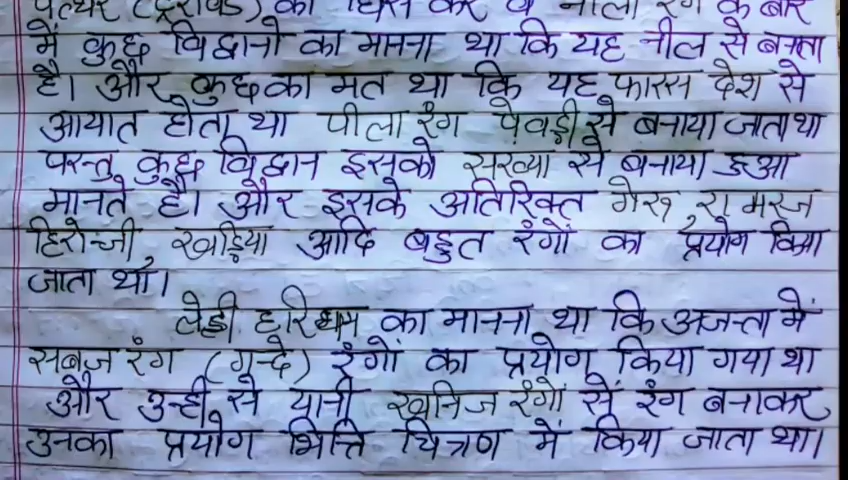 पत्थर (टेरावर्ड) को घिस कर व नीला रंग के बारे
में कुछ विद्वानो का मानना था कि यह नील से बनता
है। और कुछ का मत था कि यह फारस देश से
आयात होता था पीला रंग पेवड़ी से बनाया जाता था
परन्तु कुछ विद्वान इसको संख्या से बनाया हुआ
मानते है। और इसके अतिरिक्त गेरू, रामरज
हिरोन्जी, खड़िया आदि बहुत रंगों का प्रयोग किया
जाता था।
लेडी हरिघम का मानना था कि अजन्ता में
सबज रंग (गन्दे) रंगों का प्रयोग किया गया था
और उन्ही से यानी खनिज रंगों सें रंग बनाकर
उनका प्रयोग भित्ति चित्रण में किया जाता था।